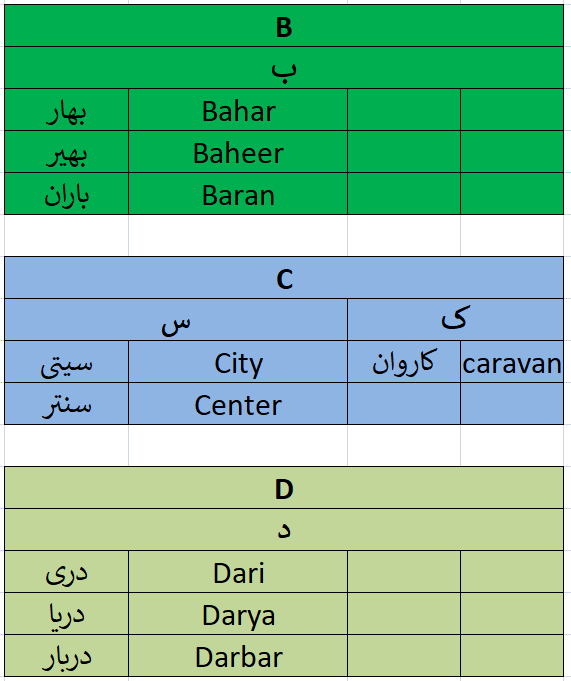 B
ب
بهار Bahar
بهیر Baheer
باران Baran
C
س ک
سیتی City کاروان caravan
سنتر Center
D
د
دری Dari
دریا Darya
دربار Darbar